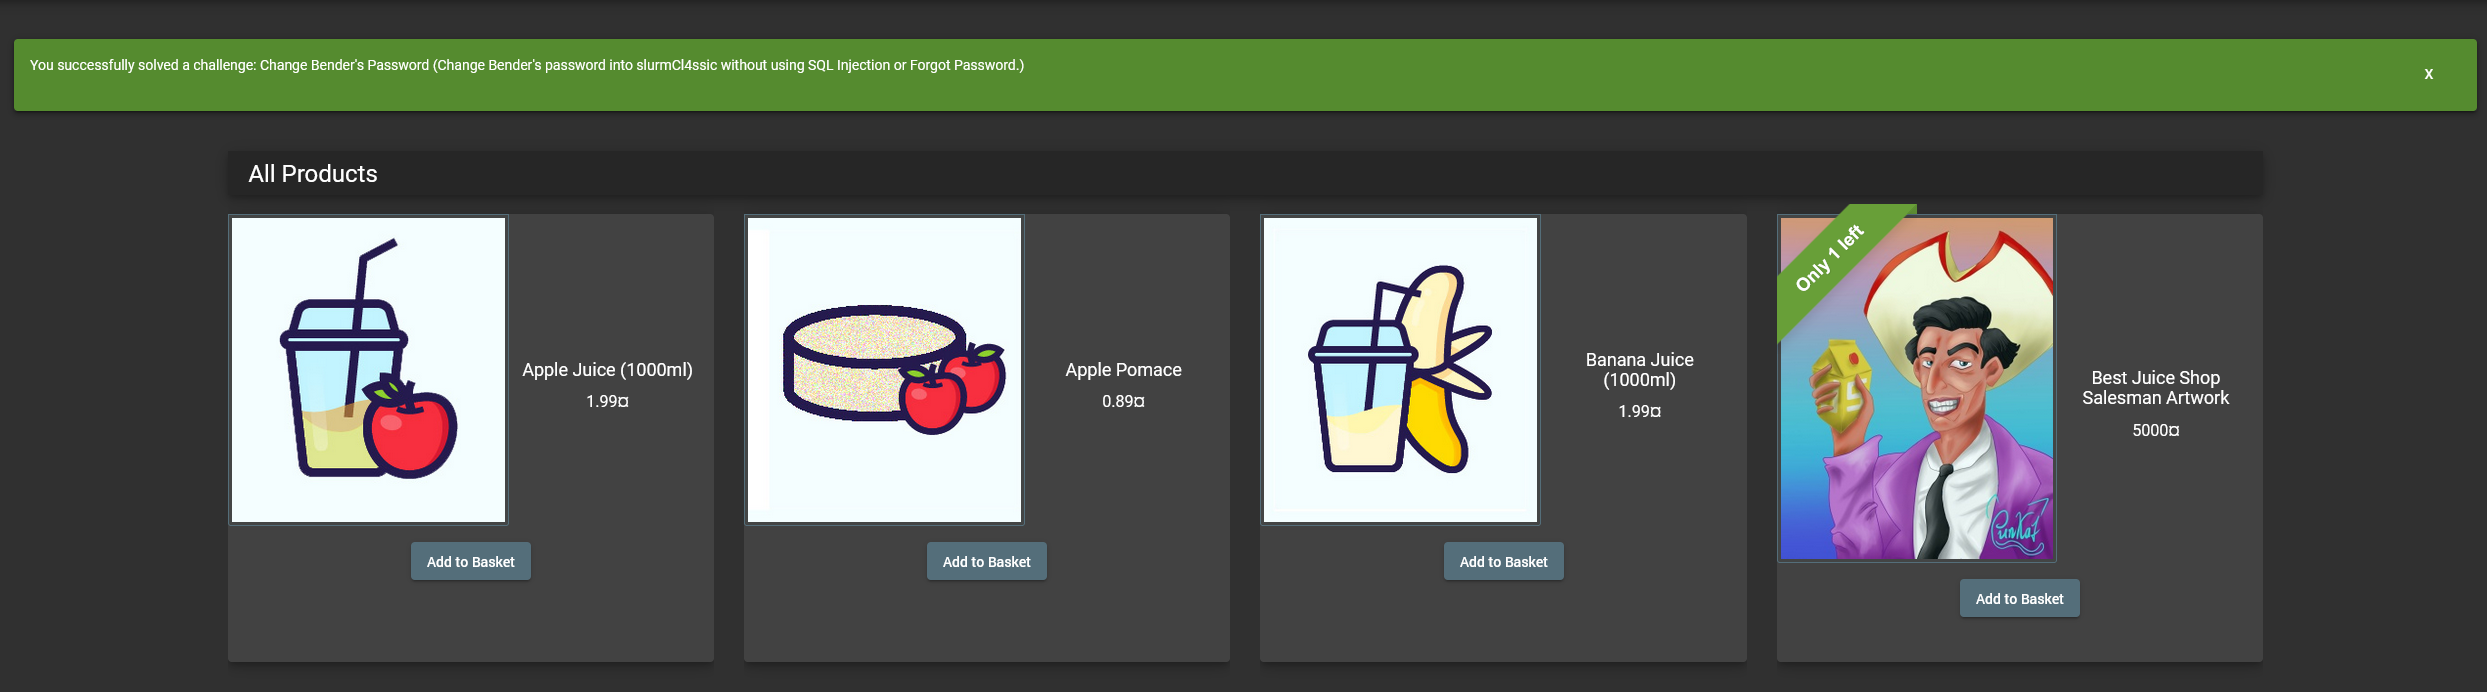 You successfully solved a challenge: Change Bender's Password (Change Bender's password into slurmCl4ssic without using SQL Injection or Forgot Password.)
X
All Products
Apple Juice (1000ml)
1.99¤
Add to Basket
Apple Pomace
0.89¤
Add to Basket
Banana Juice
(1000ml)
1.99¤
Add to Basket
Only 1 left
Best Juice Shop
Salesman Artwork
5000¤
Add to Basket